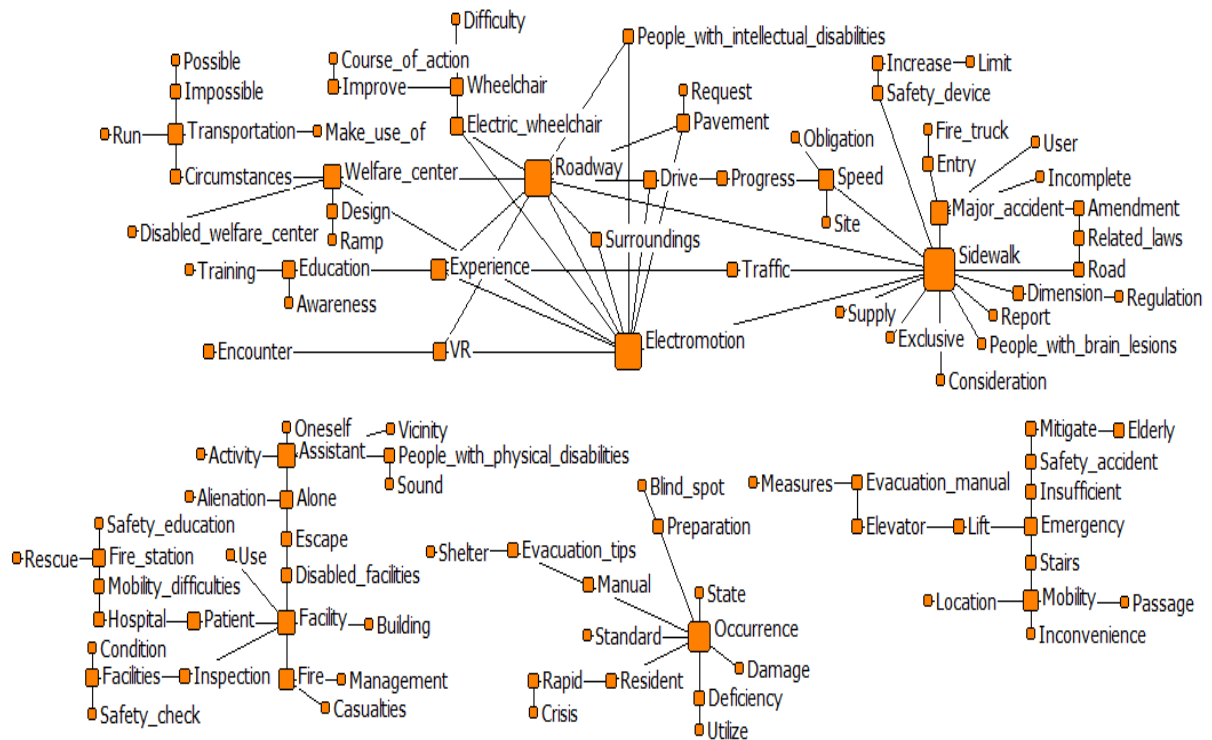 Difficulty
People_with_intellectual_disabilities
Possible
Course_of_action
Increase
Limit
Impossible
Improve
Wheelchair
Request
Safety_device
Run
Transportation
Make_use_of
Electric_wheelchair
Pavement
Obligation
Fire_truck
Entry
User
Circumstances
Welfare_center
Roadway
Drive
Progress
Speed
Incomplete
Design
Major_accident
Amendment
Disabled_welfare_center
Ramp
Surroundings
Site
Related_laws
Training
Education
Experience
Traffic
Sidewalk
Road
Awareness
Dimension
Regulation
Supply
Report
Encounter
VR
Electromotion
Exclusive
People_with_brain_lesions
Consideration
Oneself
Vicinity
Activity
Assistant
People_with_physical_disabilities
Sound
Alienation
Alone
Safety_education
Escape
Rescue
Fire_station
Use
Disabled_facilities
Mobility_difficulties
Hospital
Patient
Facility
Building
Condition
Facilities
Inspection
Fire
Management
Safety_check
Casualties
Blind_spot
Preparation
Shelter
Evacuation_tips
Manual
State
Standard
Occurrence
Damage
Rapid
Resident
Crisis
Deficiency
Utilize
Mitigate
Elderly
Safety_accident
Measures
Evacuation_manual
Insufficient
Elevator
Lift
Emergency
Stairs
Location
Mobility
Passage
Inconvenience